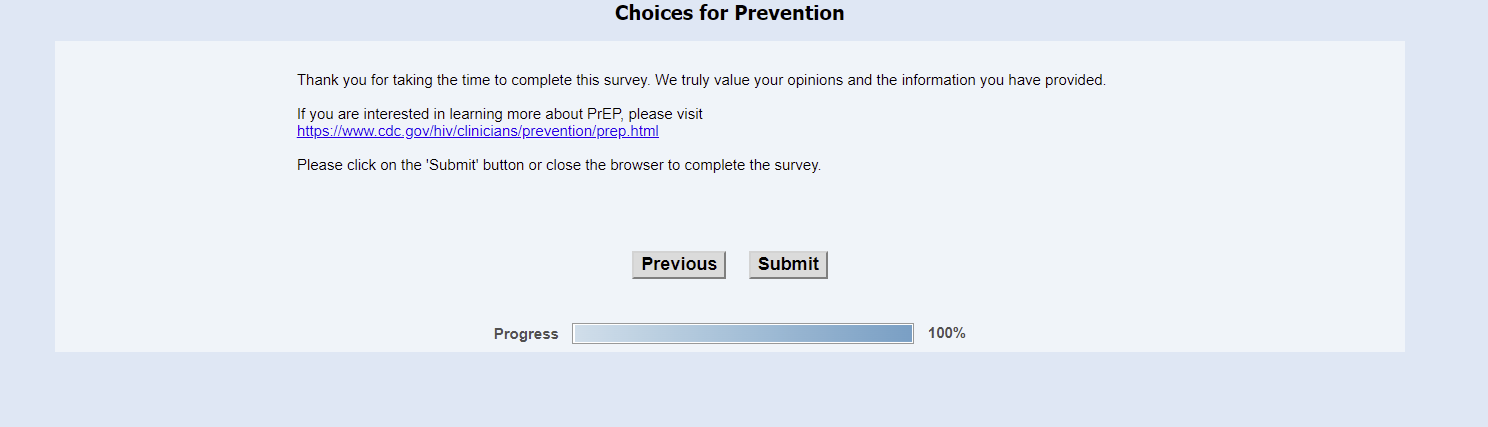 Choices for Prevention
Thank you for taking the time to complete this survey. We truly value your opinions and the information you have provided.
If you are interested in learning more about PrEP, please visit
https://www.cdc.gov/hiv/clinicians/prevention/prep.html
Please click on the 'Submit' button or close the browser to complete the survey.
Previous Submit
Progress 100%